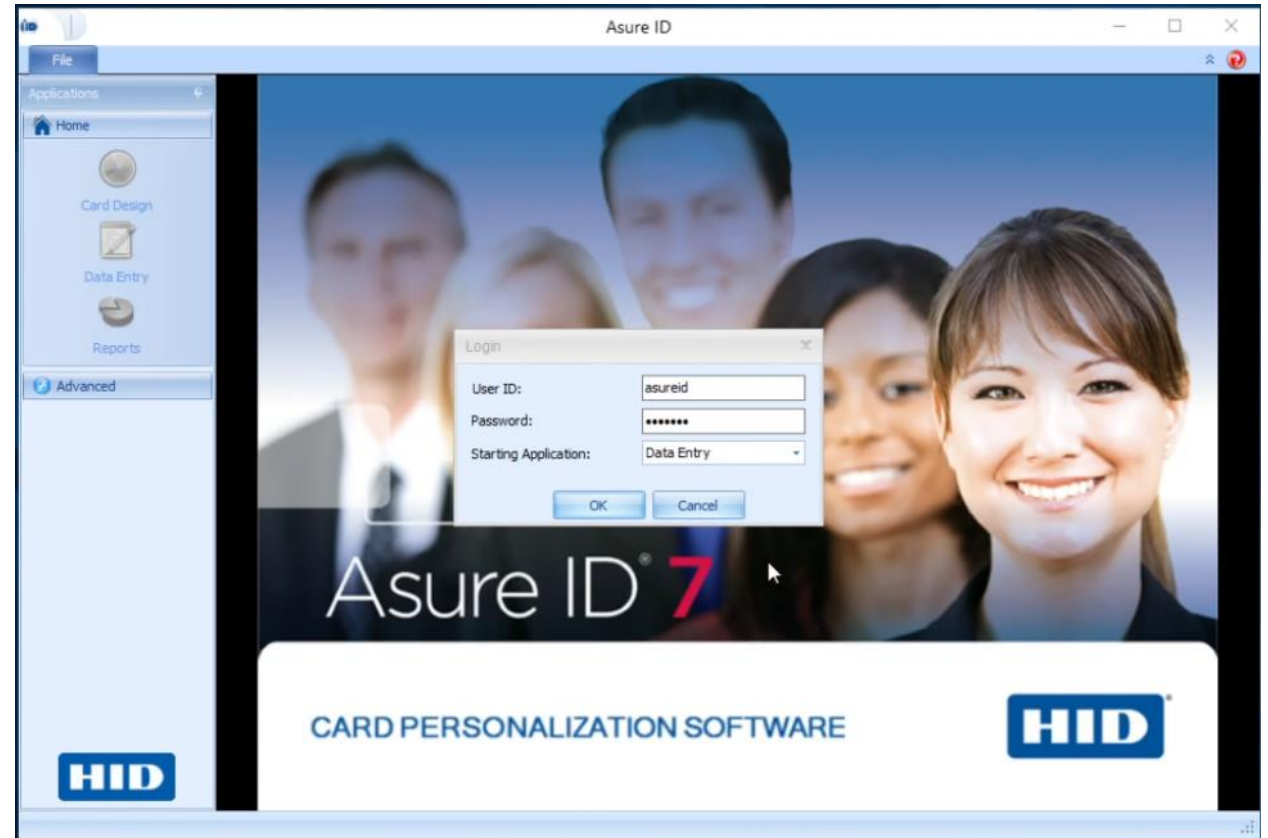 Asure ID
File
Applications
Home
Card Design
Data Entry
Reports
Advanced
Login
User ID: asureid
Password: •••••••
Starting Application: Data Entry
OK Cancel
Asure ID® 7
CARD PERSONALIZATION SOFTWARE
HID®
HID